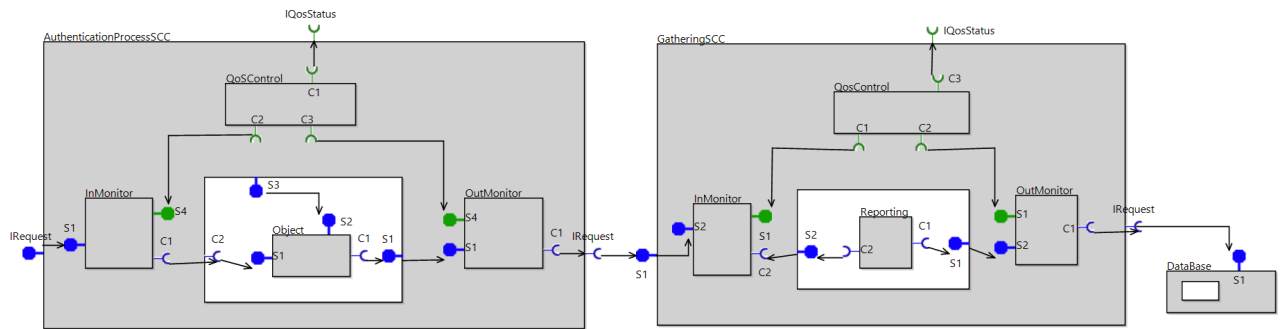 IQosStatus
AuthenticationProcessSCC
QoSControl
C1
C2
C3
InMonitor
S1
S4
C1
IRequest
C2
S3
S2
Object
S1
C1
S1
OutMonitor
S4
S1
C1
IRequest
S1
IQosStatus
GatheringSCC
C3
QosControl
C1
C2
InMonitor
S2
S1
C2
S2
Reporting
C2
C1
S1
OutMonitor
S1
S2
C1
IRequest
DataBase
S1